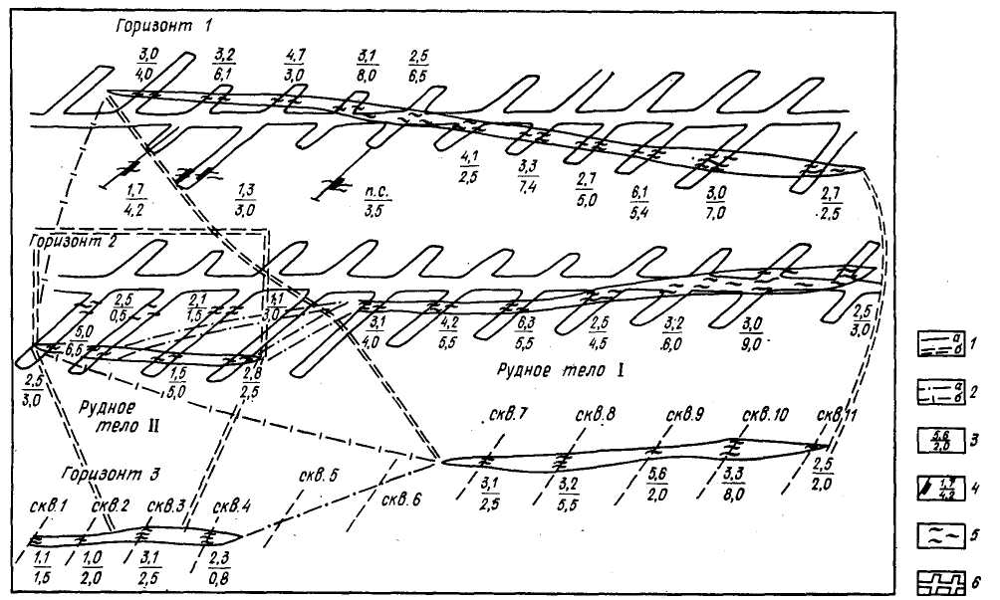 Горизонт 1
3,0 3,2 4,7 3,1 2,5
4,0 6,1 3,0 8,0 6,5
1,7 1,3 п.с. 4,1 3,3 2,7 6,1 3,0 2,7
4,2 3,0 3,5 2,5 7,4 5,0 5,4 7,0 2,5
Горизонт 2
2,5 2,1 1,1
0,5 1,5 3,0
5,0
6,5
3,1 4,2 6,3 2,5 3,2 3,0 2,5
4,0 5,5 5,5 4,5 6,0 9,0 3,0
2,5 1,5 2,8
3,0 5,0 2,5
Рудное тело I
Рудное
тело II
скв.7 скв.8 скв.9 скв.10 скв.11
3,1 3,2 5,6 3,3 2,5
2,5 5,5 2,0 8,0 2,0
Горизонт 3
скв.5
скв.6
скв.1 скв.2 скв.3 скв.4
1,1 1,0 3,1 2,3
1,5 2,0 2,5 0,8
а
б
1
а
б
2
5,6
2,0
3
1,7
4,2
4
5
6